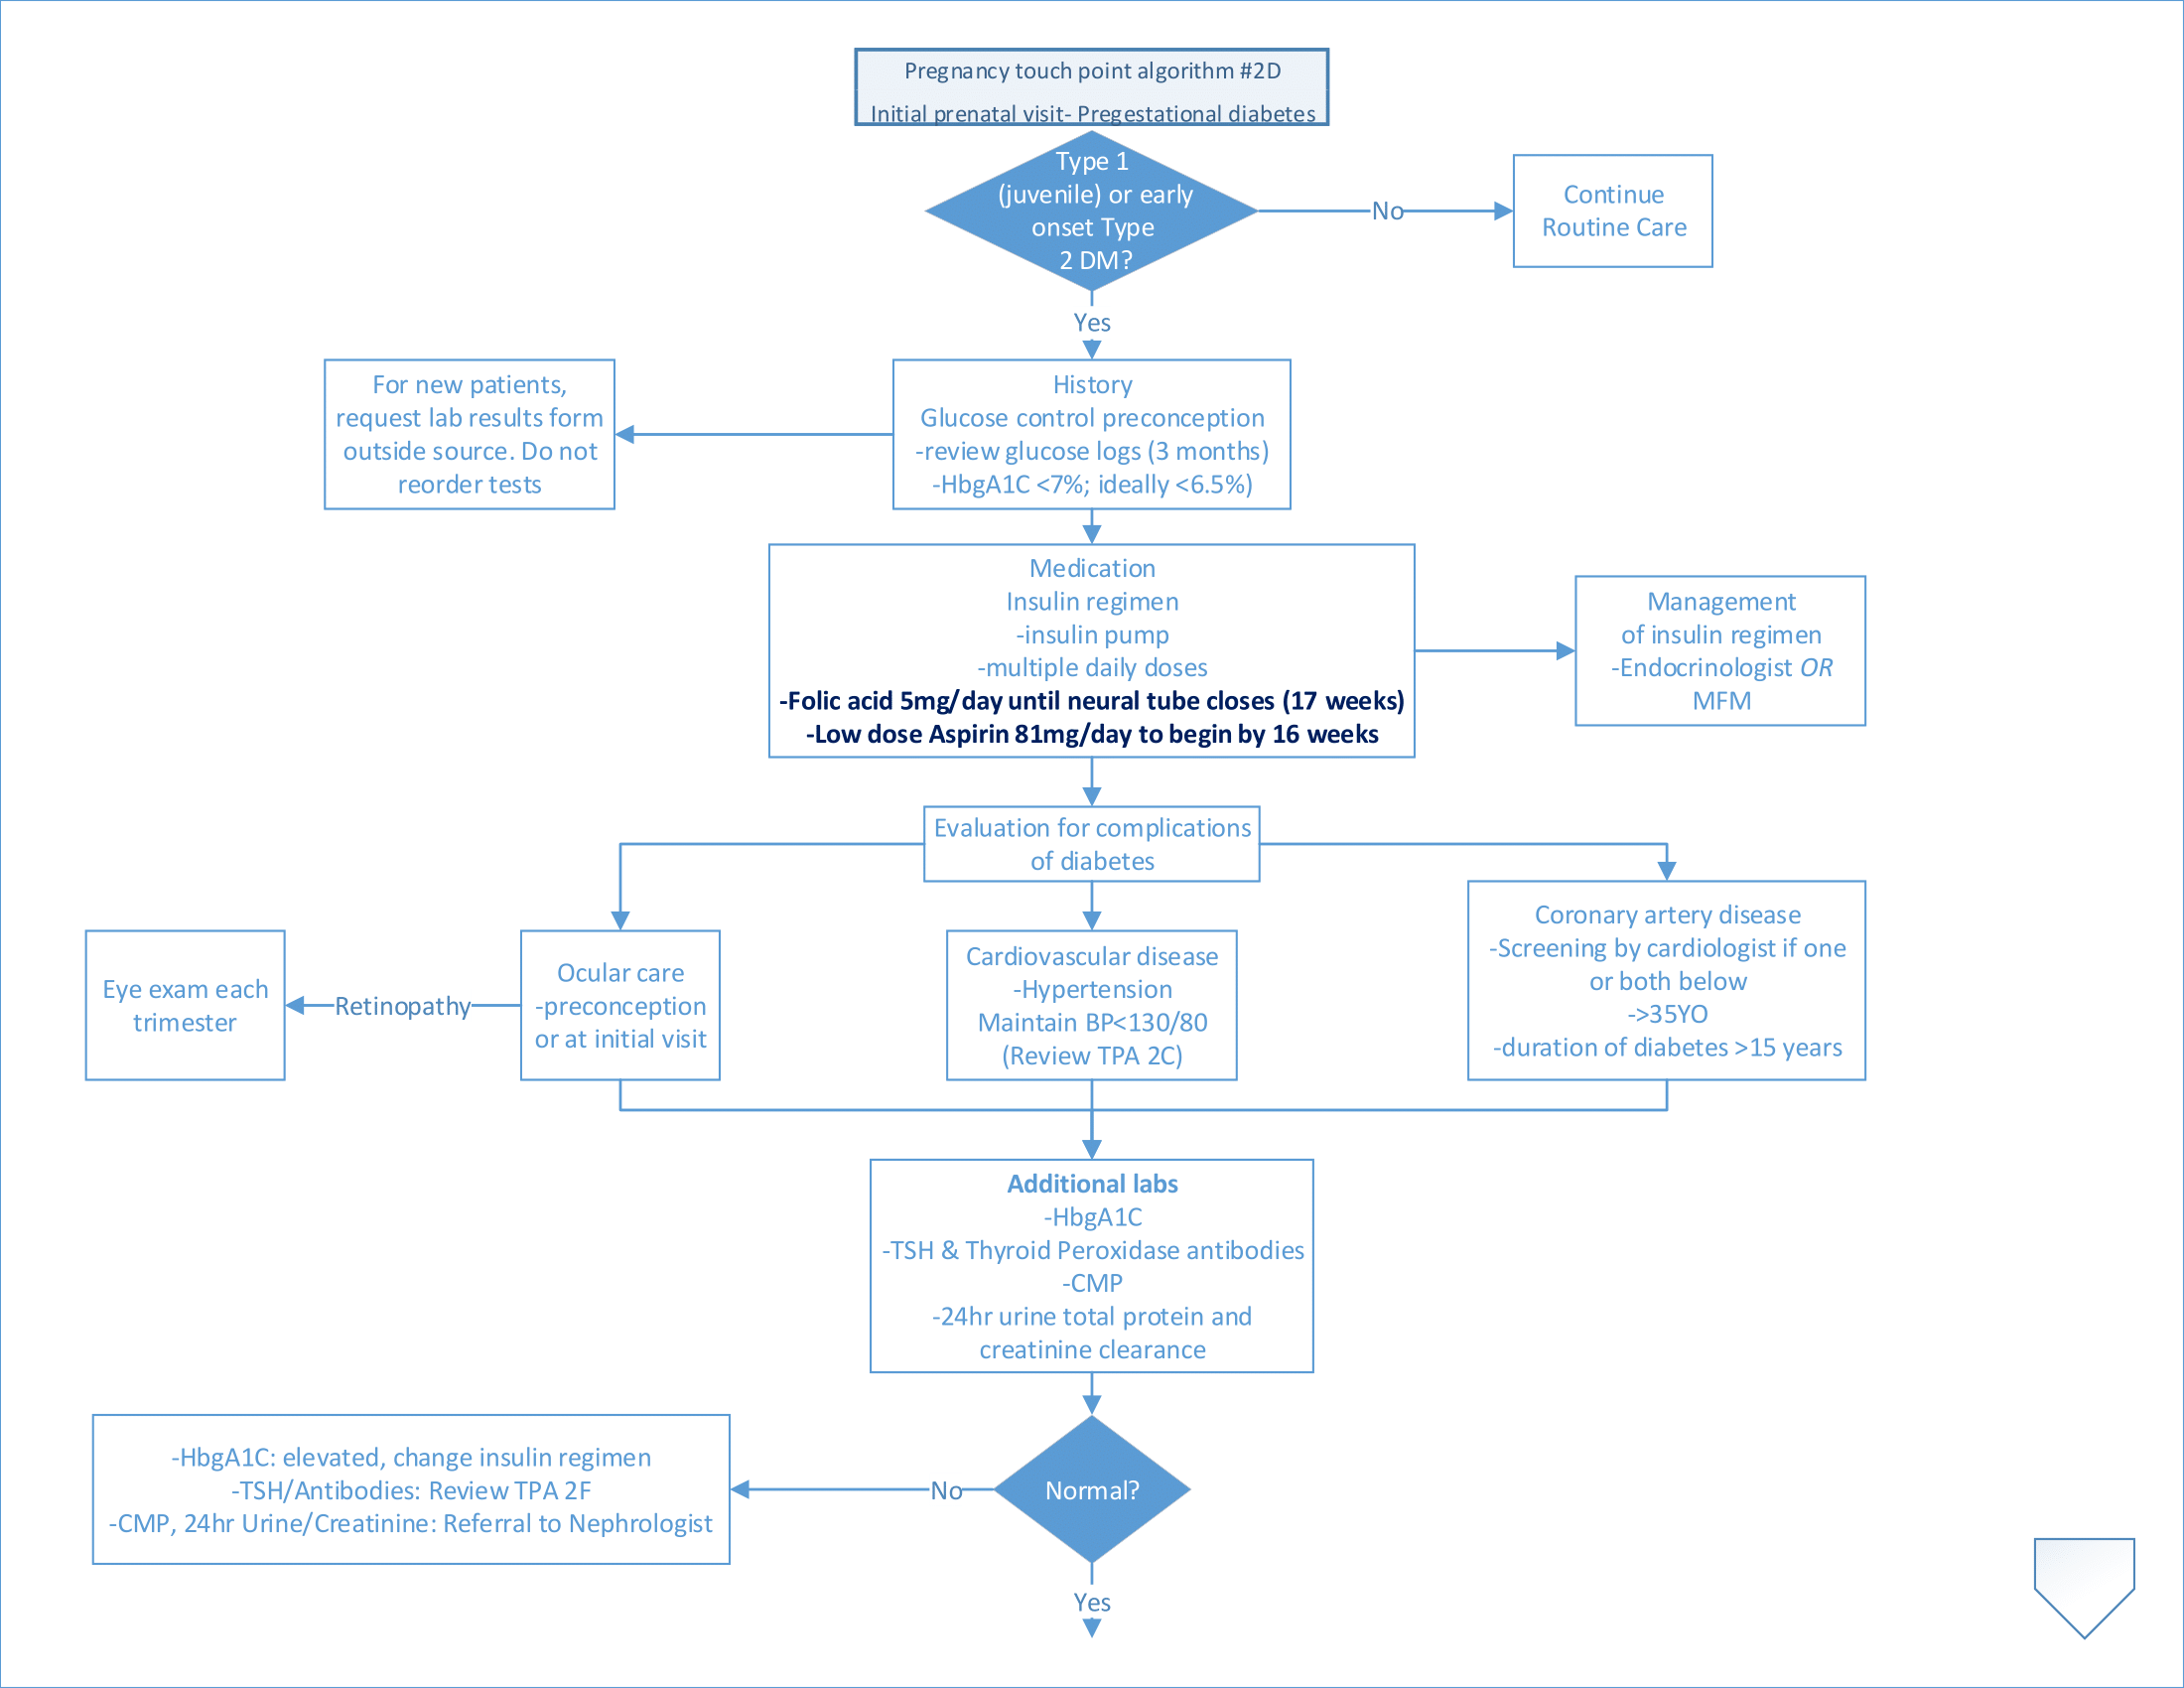 Pregnancy touch point algorithm #2D
Initial prenatal visit- Pregestational diabetes
Type 1
(juvenile) or early
onset Type
2 DM?
No
Continue
Routine Care
Yes
For new patients,
request lab results form
outside source. Do not
reorder tests
History
Glucose control preconception
-review glucose logs (3 months)
-HbgA1C <7%; ideally <6.5%)
Medication
Insulin regimen
-insulin pump
-multiple daily doses
-Folic acid 5mg/day until neural tube closes (17 weeks)
-Low dose Aspirin 81mg/day to begin by 16 weeks
Management
of insulin regimen
-Endocrinologist OR
MFM
Evaluation for complications
of diabetes
Eye exam each
trimester
Retinopathy
Ocular care
-preconception
or at initial visit
Cardiovascular disease
-Hypertension
Maintain BP<130/80
(Review TPA 2C)
Coronary artery disease
-Screening by cardiologist if one
or both below
->35YO
-duration of diabetes >15 years
Additional labs
-HbgA1C
-TSH & Thyroid Peroxidase antibodies
-CMP
-24hr urine total protein and
creatinine clearance
-HbgA1C: elevated, change insulin regimen
-TSH/Antibodies: Review TPA 2F
-CMP, 24hr Urine/Creatinine: Referral to Nephrologist
No
Normal?
Yes